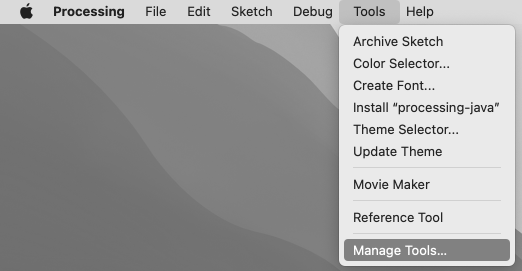 Processing File Edit Sketch Debug Tools Help
Archive Sketch
Color Selector...
Create Font...
Install “processing-java”
Theme Selector...
Update Theme
Movie Maker
Reference Tool
Manage Tools...